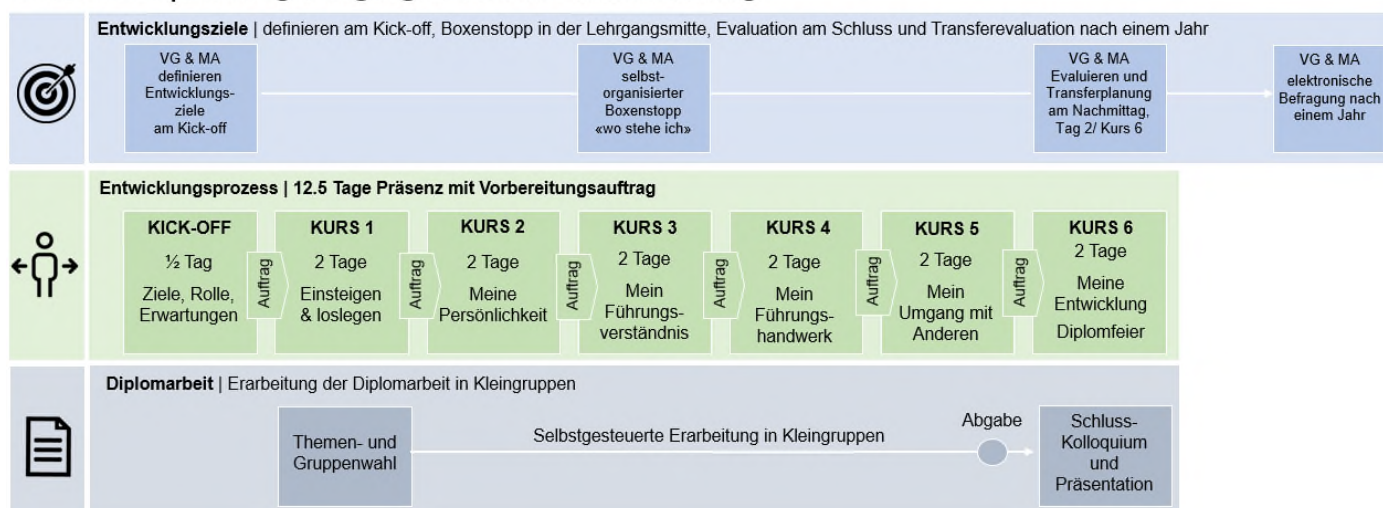 Entwicklungsziele | definieren am Kick-off, Boxenstopp in der Lehrgangsmitte, Evaluation am Schluss und Transferevaluation nach einem Jahr
VG & MA
definieren
Entwicklungs-
ziele
am Kick-off
VG & MA
selbst-
organisierter
Boxenstopp
«wo stehe ich»
VG & MA
Evaluieren und
Transferplanung
am Nachmittag,
Tag 2/ Kurs 6
VG & MA
elektronische
Befragung nach
einem Jahr
Entwicklungsprozess | 12.5 Tage Präsenz mit Vorbereitungsauftrag
KICK-OFF
½ Tag
Ziele, Rolle,
Erwartungen
Auftrag
KURS 1
2 Tage
Einsteigen
& loslegen
Auftrag
KURS 2
2 Tage
Meine
Persönlichkeit
Auftrag
KURS 3
2 Tage
Mein
Führungs-
verständnis
Auftrag
KURS 4
2 Tage
Mein
Führungs-
handwerk
Auftrag
KURS 5
2 Tage
Mein
Umgang mit
Anderen
Auftrag
KURS 6
2 Tage
Meine
Entwicklung
Diplomfeier
Diplomarbeit | Erarbeitung der Diplomarbeit in Kleingruppen
Themen- und
Gruppenwahl
Selbstgesteuerte Erarbeitung in Kleingruppen
Abgabe
Schluss-
Kolloquium
und
Präsentation